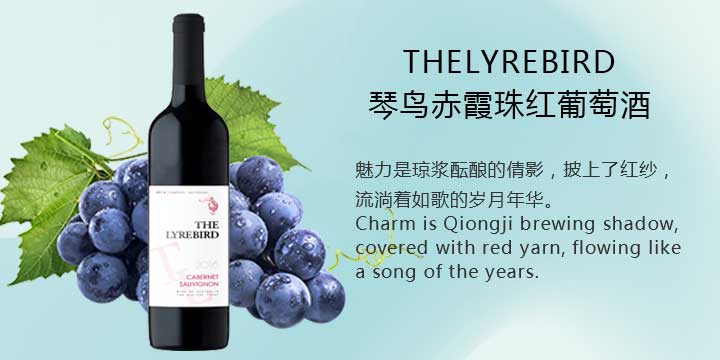 THELYREBIRD
琴鸟赤霞珠红葡萄酒
魅力是琼浆酝酿的倩影，披上了红纱，
流淌着如歌的岁月年华。
Charm is Qiongji brewing shadow,
covered with red yarn, flowing like
a song of the years.
THE
LYREBIRD
2016
CABERNET
SAUVIGNON